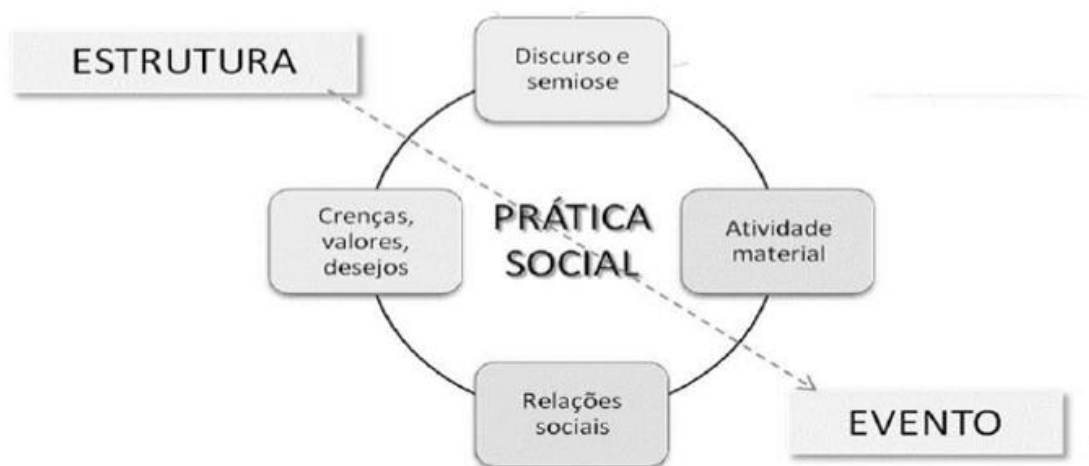 ESTRUTURA
Discurso e
semiose
Crenças,
valores,
desejos
PRÁTICA
SOCIAL
Atividade
material
Relações
sociais
EVENTO